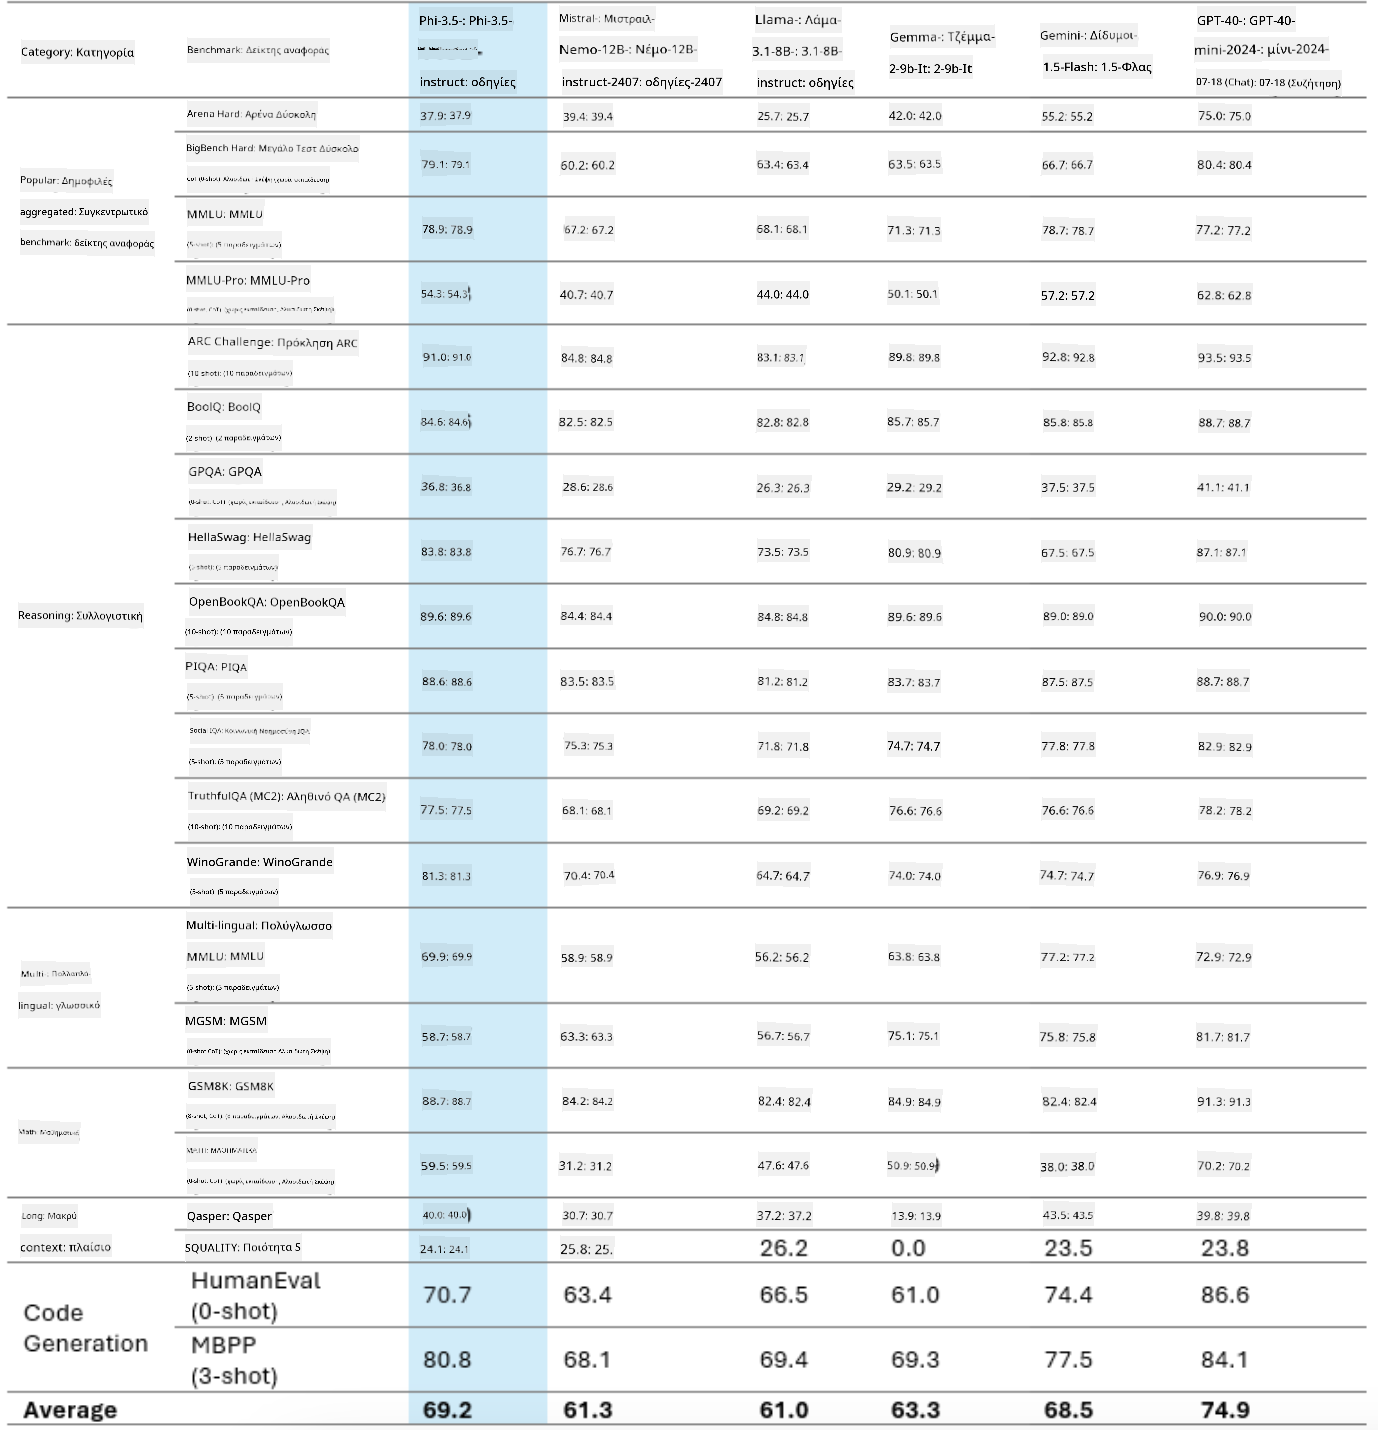 Category: Κατηγορία
Benchmark: Δείκτης αναφοράς
Phi-3.5-: Phi-3.5-
instruct: οδηγίες
Mistral-: Μιστραιλ-
Nemo-12B-: Νέμο-12B-
instruct-2407: οδηγίες-2407
Llama-: Λάμα-
3.1-8B-: 3.1-8B-
instruct: οδηγίες
Gemma-: Τζέμμα-
2-9b-It: 2-9b-It
Gemini-: Δίδυμοι-
1.5-Flash: 1.5-Φλας
GPT-40-: GPT-40-
mini-2024-: μίνι-2024-
07-18 (Chat): 07-18 (Συζήτηση)
Popular: Δημοφιλές
aggregated: Συγκεντρωτικό
benchmark: δείκτης αναφοράς
Arena Hard: Αρένα Δύσκολη
37.9: 37.9
39.4: 39.4
25.7: 25.7
42.0: 42.0
55.2: 55.2
75.0: 75.0
BigBench Hard: Μεγάλο Τεστ Δύσκολο
79.1: 79.1
60.2: 60.2
63.4: 63.4
63.5: 63.5
66.7: 66.7
80.4: 80.4
MMLU: MMLU
(5-shot): (5 παραδειγμάτων)
78.9: 78.9
67.2: 67.2
68.1: 68.1
71.3: 71.3
78.7: 78.7
77.2: 77.2
MMLU-Pro: MMLU-Pro
54.3: 54.3
40.7: 40.7
44.0: 44.0
50.1: 50.1
57.2: 57.2
62.8: 62.8
Reasoning: Συλλογιστική
ARC Challenge: Πρόκληση ARC
(10-shot): (10 παραδειγμάτων)
91.0: 91.0
84.8: 84.8
83.1: 83.1
89.8: 89.8
92.8: 92.8
93.5: 93.5
BoolQ: BoolQ
(2-shot): (2 παραδειγμάτων)
84.6: 84.6
82.5: 82.5
82.8: 82.8
85.7: 85.7
85.8: 85.8
88.7: 88.7
GPQA: GPQA
36.8: 36.8
28.6: 28.6
26.3: 26.3
29.2: 29.2
37.5: 37.5
41.1: 41.1
HellaSwag: HellaSwag
(5-shot): (5 παραδειγμάτων)
83.8: 83.8
76.7: 76.7
73.5: 73.5
80.9: 80.9
67.5: 67.5
87.1: 87.1
OpenBookQA: OpenBookQA
(10-shot): (10 παραδειγμάτων)
89.6: 89.6
84.4: 84.4
84.8: 84.8
89.6: 89.6
89.0: 89.0
90.0: 90.0
PIQA: PIQA
(5-shot): (5 παραδειγμάτων)
88.6: 88.6
83.5: 83.5
81.2: 81.2
83.7: 83.7
87.5: 87.5
88.7: 88.7
Social IQA: Κοινωνική Νοημοσύνη IQA
(5-shot): (5 παραδειγμάτων)
78.0: 78.0
75.3: 75.3
71.8: 71.8
74.7: 74.7
77.8: 77.8
82.9: 82.9
TruthfulQA (MC2): Αληθινό QA (MC2)
(10-shot): (10 παραδειγμάτων)
77.5: 77.5
68.1: 68.1
69.2: 69.2
76.6: 76.6
76.6: 76.6
78.2: 78.2
WinoGrande: WinoGrande
(5-shot): (5 παραδειγμάτων)
81.3: 81.3
70.4: 70.4
64.7: 64.7
74.0: 74.0
74.7: 74.7
76.9: 76.9
Multi-: Πολλαπλο-
lingual: γλωσσικό
Multi-lingual: Πολύγλωσσο
MMLU: MMLU
(5-shot): (5 παραδειγμάτων)
69.9: 69.9
58.9: 58.9
56.2: 56.2
63.8: 63.8
77.2: 77.2
72.9: 72.9
MGSM: MGSM
58.7: 58.7
63.3: 63.3
56.7: 56.7
75.1: 75.1
75.8: 75.8
81.7: 81.7
Math: Μαθηματικά
GSM8K: GSM8K
88.7: 88.7
84.2: 84.2
82.4: 82.4
84.9: 84.9
82.4: 82.4
91.3: 91.3
MATH: ΜΑΘΗΜΑΤΙΚΑ
59.5: 59.5
31.2: 31.2
47.6: 47.6
50.9: 50.9
38.0: 38.0
70.2: 70.2
Long: Μακρύ
context: πλαίσιο
Qasper: Qasper
40.0: 40.0
30.7: 30.7
37.2: 37.2
13.9: 13.9
43.5: 43.5
39.8: 39.8
SQUALITY: Ποιότητα S
24.1: 24.1
25.8: 25.
26.2
0.0
23.5
23.8
Code
Generation
HumanEval
(0-shot)
70.7
63.4
66.5
61.0
74.4
86.6
MBPP
(3-shot)
80.8
68.1
69.4
69.3
77.5
84.1
Average
69.2
61.3
61.0
63.3
68.5
74.9